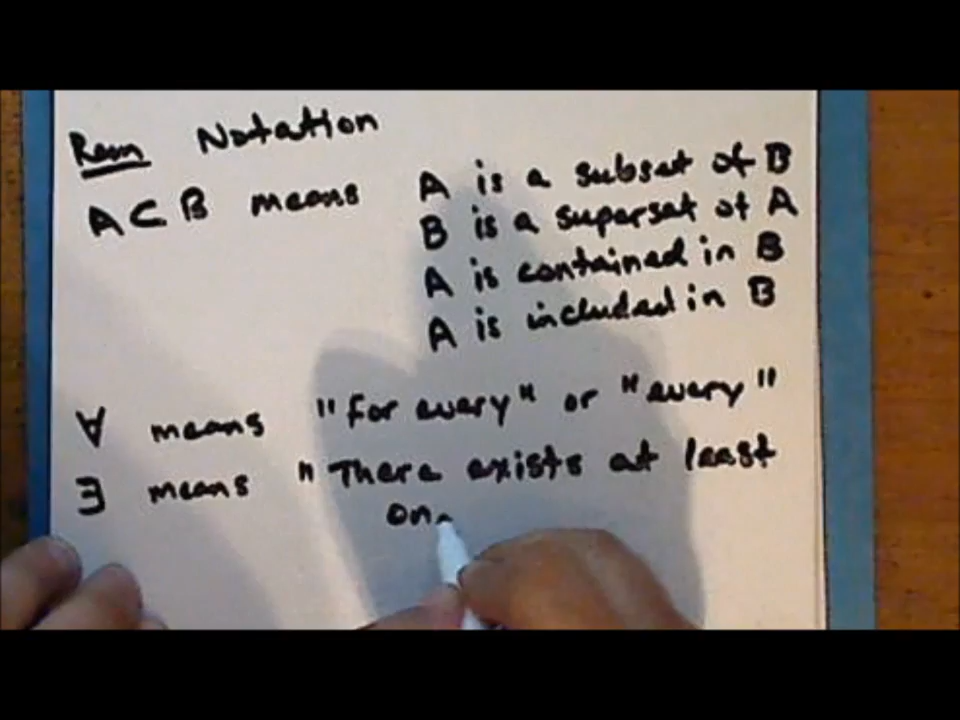 Rem Notation
A ⊂ B means A is a subset of B
B is a superset of A
A is contained in B
A is included in B
∀ means "for every" or "every"
∃ means "There exists at least
one